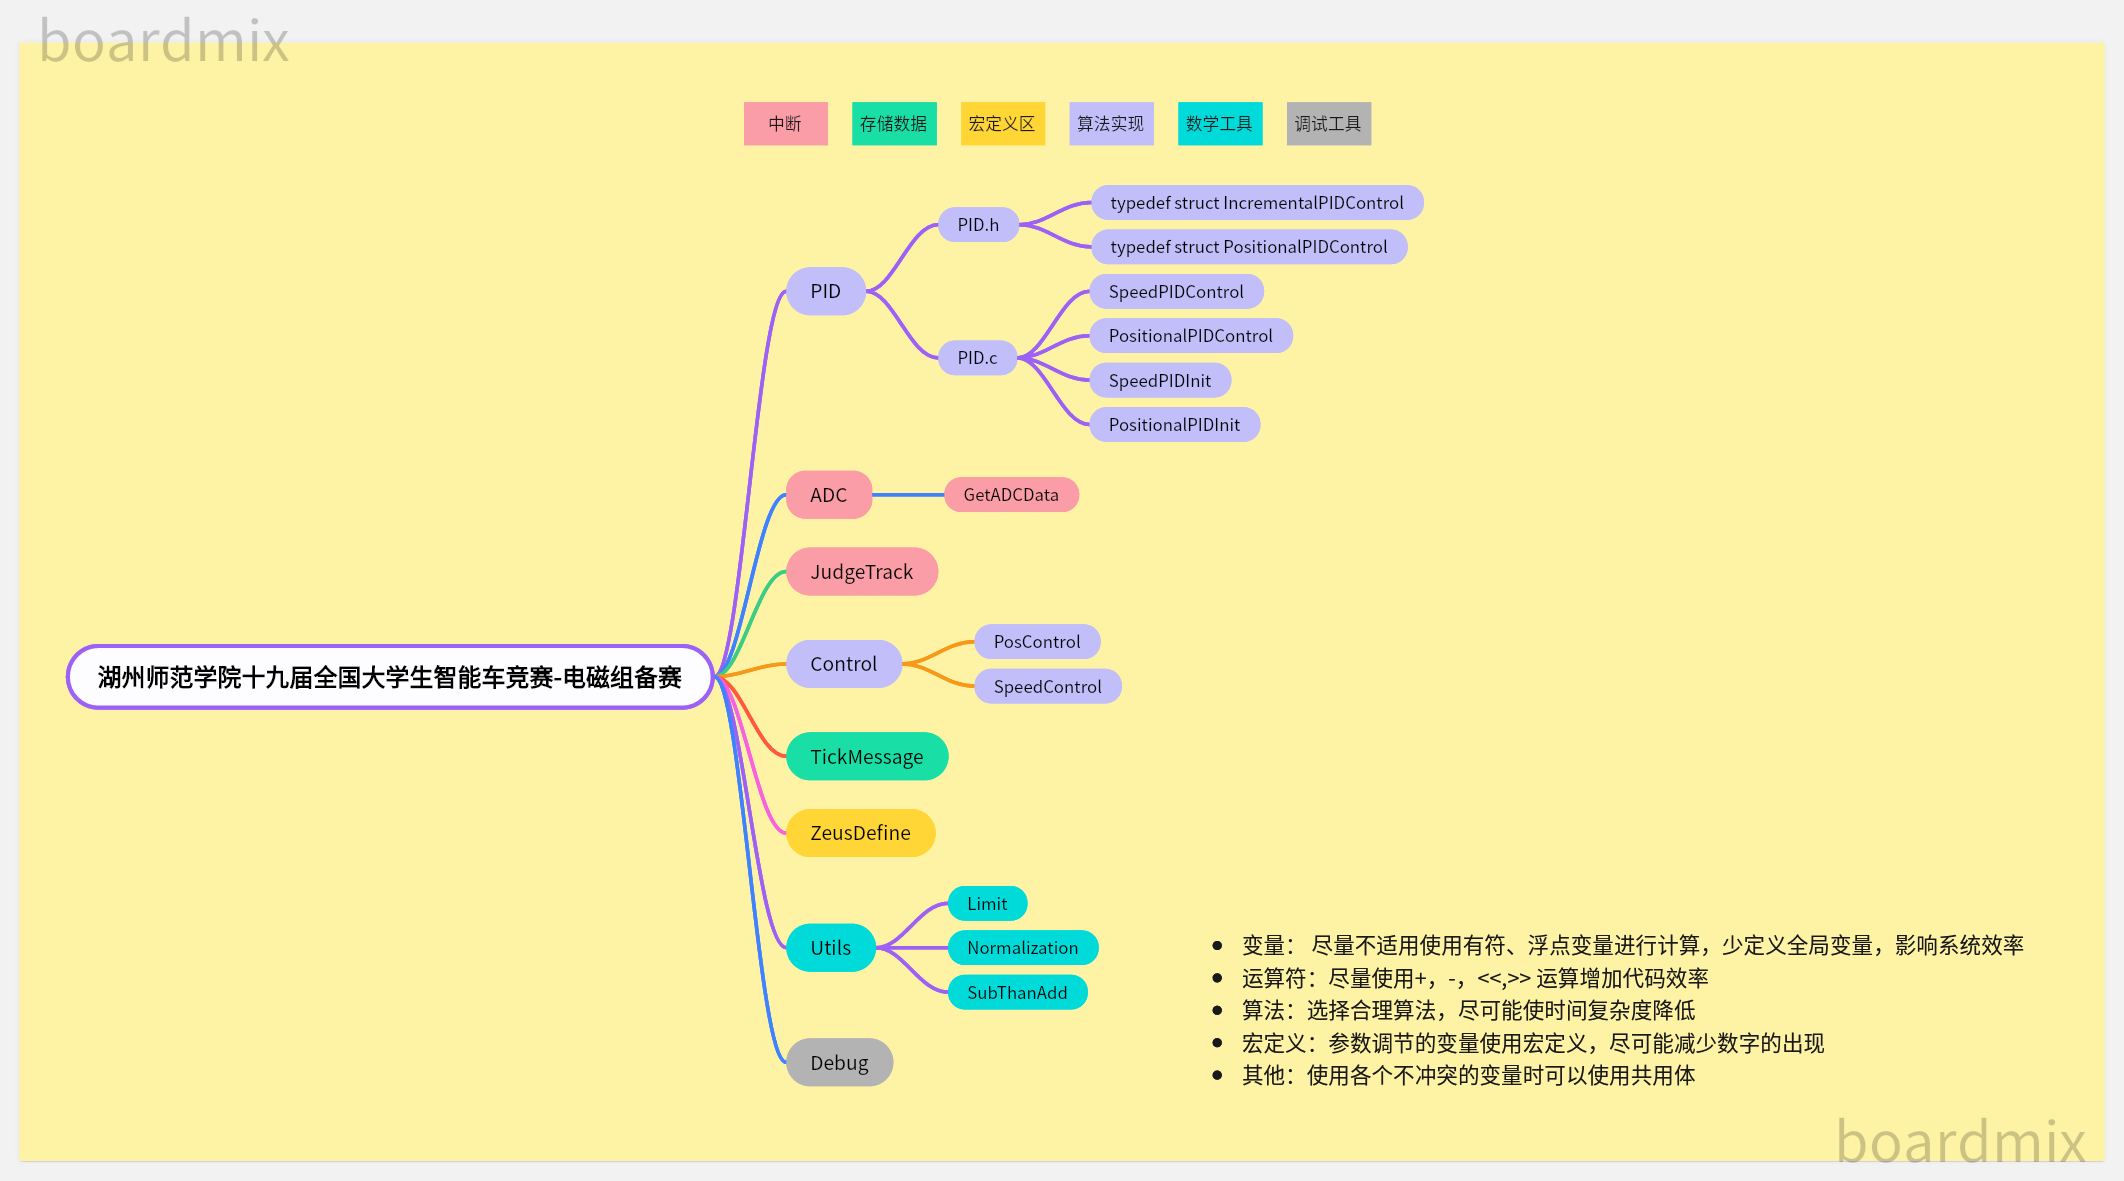 boardmix
中断
存储数据
宏定义区
算法实现
数学工具
调试工具
湖州师范学院十九届全国大学生智能车竞赛-电磁组备赛
PID
PID.h
typedef struct IncrementalPIDControl
typedef struct PositionalPIDControl
PID.c
SpeedPIDControl
PositionalPIDControl
SpeedPIDInit
PositionalPIDInit
ADC
GetADCData
JudgeTrack
Control
PosControl
SpeedControl
TickMessage
ZeusDefine
Utils
Limit
Normalization
SubThanAdd
Debug
• 变量： 尽量不适用使用有符、浮点变量进行计算，少定义全局变量，影响系统效率
• 运算符：尽量使用+，-，<<,>> 运算增加代码效率
• 算法：选择合理算法，尽可能使时间复杂度降低
• 宏定义：参数调节的变量使用宏定义，尽可能减少数字的出现
• 其他：使用各个不冲突的变量时可以使用共用体
boardmix